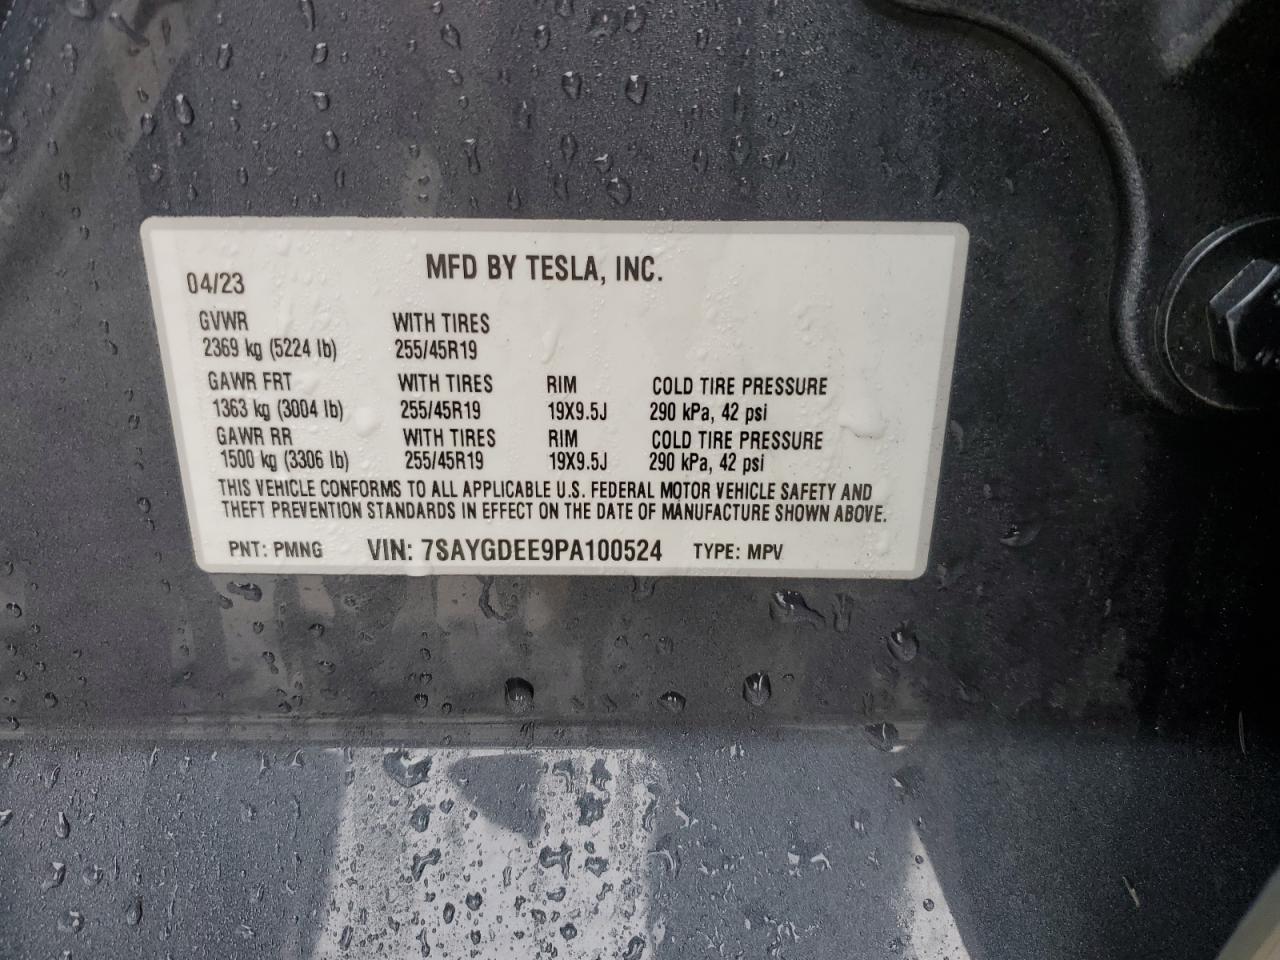 MFD BY TESLA, INC.
04/23
GVWR WITH TIRES
2369 kg (5224 lb) 255/45R19
GAWR FRT WITH TIRES RIM COLD TIRE PRESSURE
1363 kg (3004 lb) 255/45R19 19X9.5J 290 kPa, 42 psi
GAWR RR WITH TIRES RIM COLD TIRE PRESSURE
1500 kg (3306 lb) 255/45R19 19X9.5J 290 kPa, 42 psi
THIS VEHICLE CONFORMS TO ALL APPLICABLE U.S. FEDERAL MOTOR VEHICLE SAFETY AND
THEFT PREVENTION STANDARDS IN EFFECT ON THE DATE OF MANUFACTURE SHOWN ABOVE.
PNT: PMNG VIN: 7SAYGDEE9PA100524 TYPE: MPV